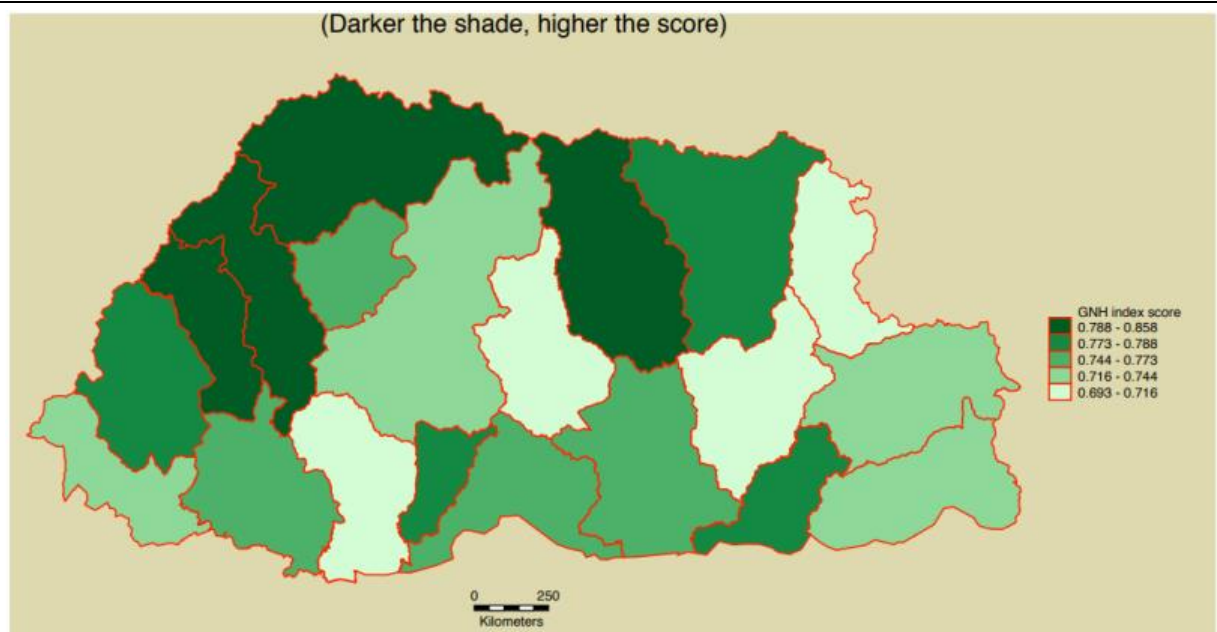 (Darker the shade, higher the score)
GNH index score
0.788 - 0.858
0.773 - 0.788
0.744 - 0.773
0.716 - 0.744
0.693 - 0.716
0 250
Kilometers